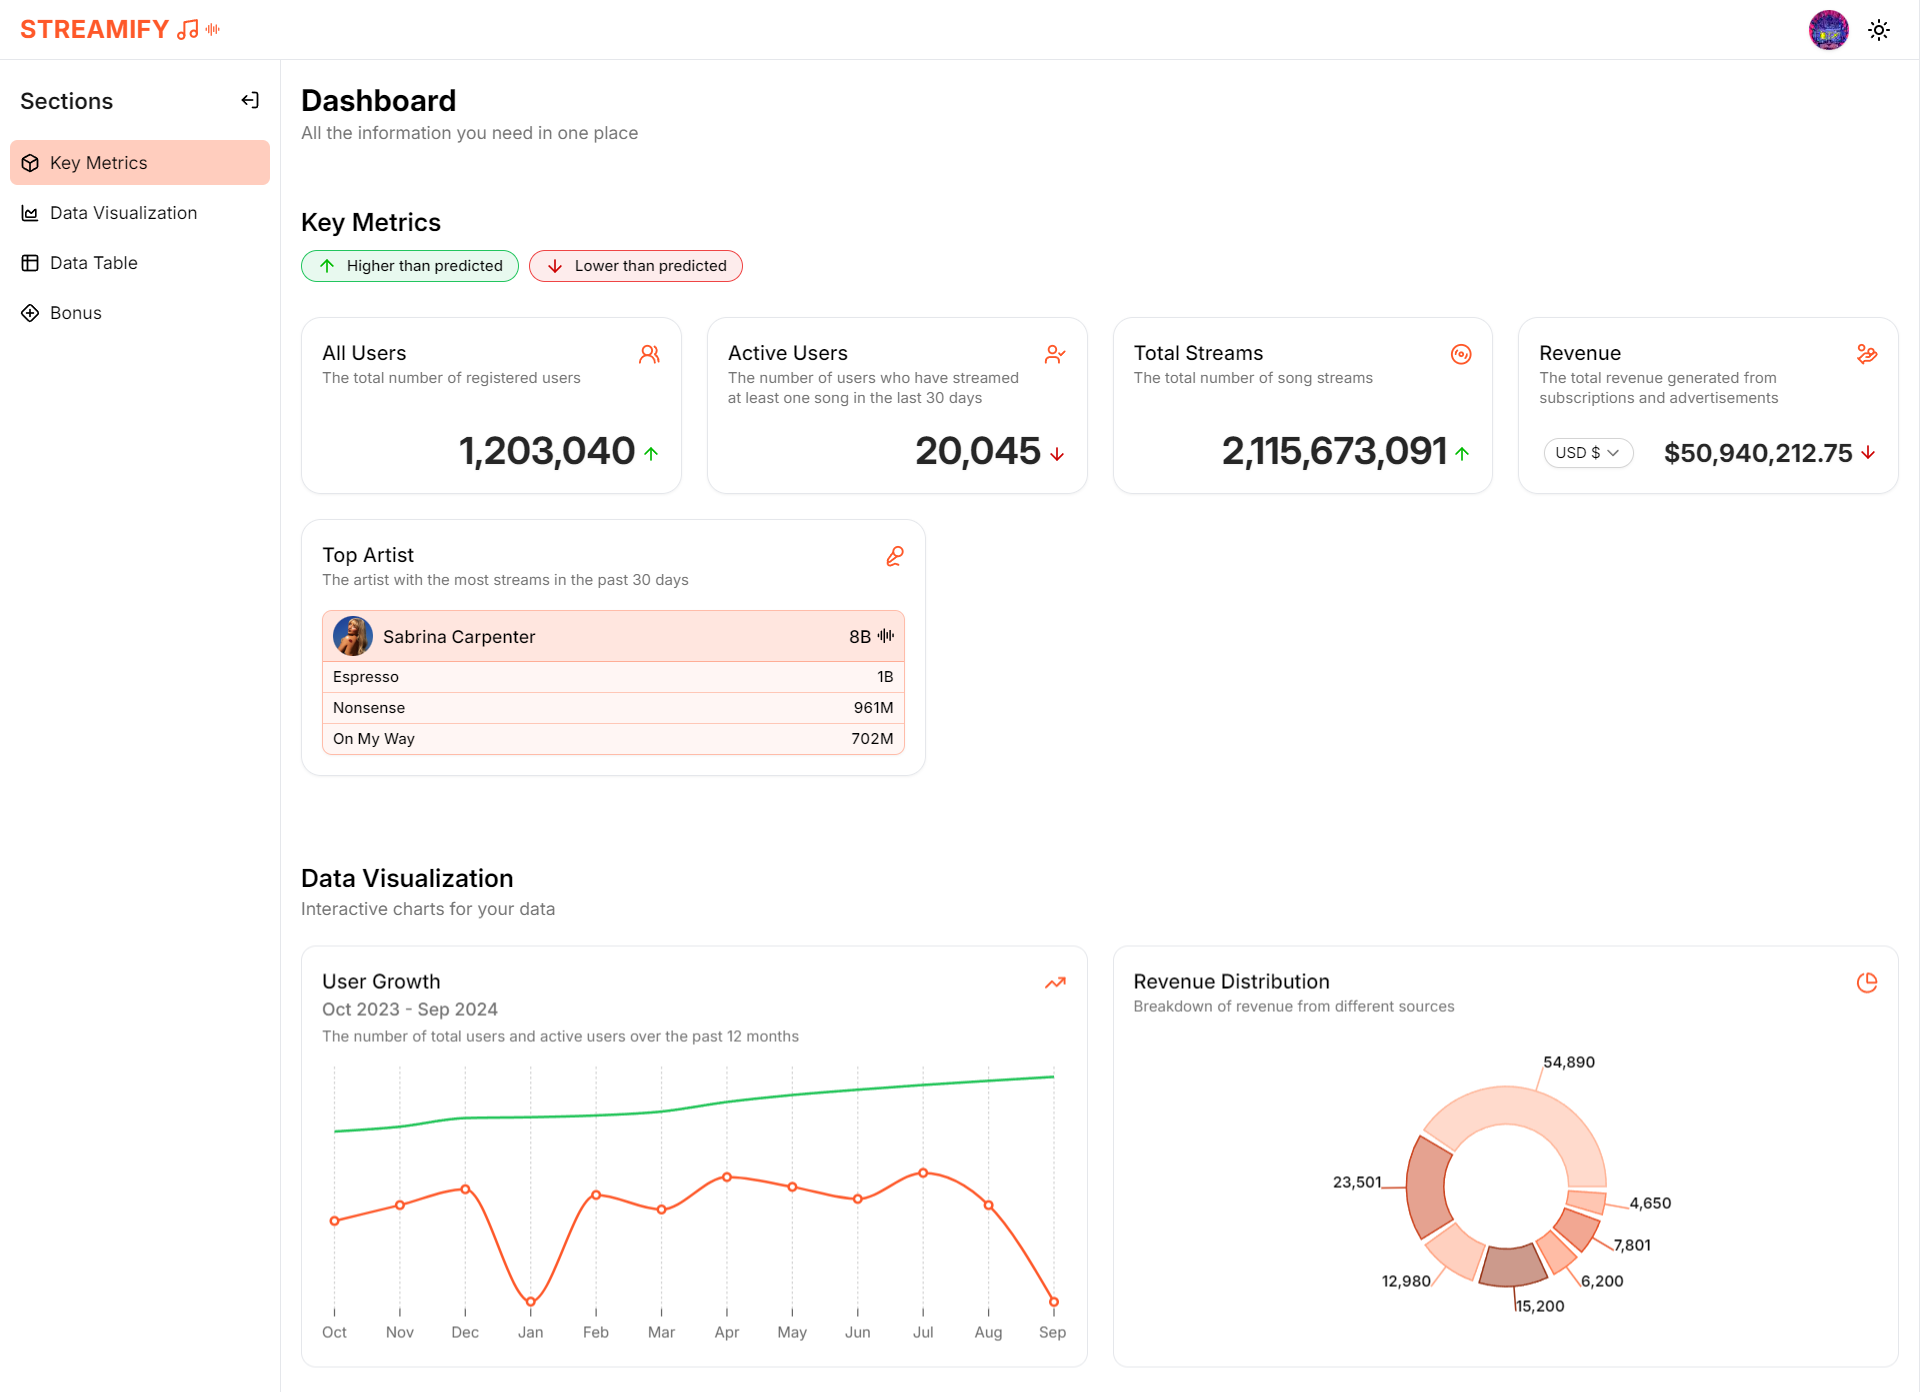 STREAMIFY
Sections
Key Metrics
Data Visualization
Data Table
Bonus
Dashboard
All the information you need in one place
Key Metrics
Higher than predicted
Lower than predicted
All Users
The total number of registered users
1,203,040
Active Users
The number of users who have streamed
at least one song in the last 30 days
20,045
Total Streams
The total number of song streams
2,115,673,091
Revenue
The total revenue generated from
subscriptions and advertisements
USD $
$50,940,212.75
Top Artist
The artist with the most streams in the past 30 days
Sabrina Carpenter 8B
Espresso 1B
Nonsense 961M
On My Way 702M
Data Visualization
Interactive charts for your data
User Growth
Oct 2023 - Sep 2024
The number of total users and active users over the past 12 months
Oct Nov Dec Jan Feb Mar Apr May Jun Jul Aug Sep
Revenue Distribution
Breakdown of revenue from different sources
54,890
23,501
4,650
7,801
12,980
6,200
15,200